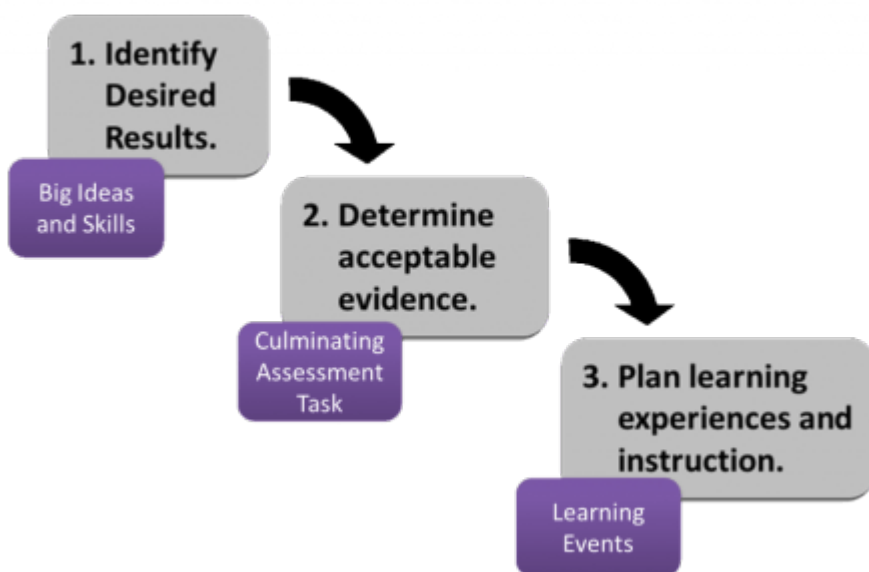 1. Identify
Desired
Results.
Big Ideas
and Skills
2. Determine
acceptable
evidence.
Culminating
Assessment
Task
3. Plan learning
experiences and
instruction.
Learning
Events